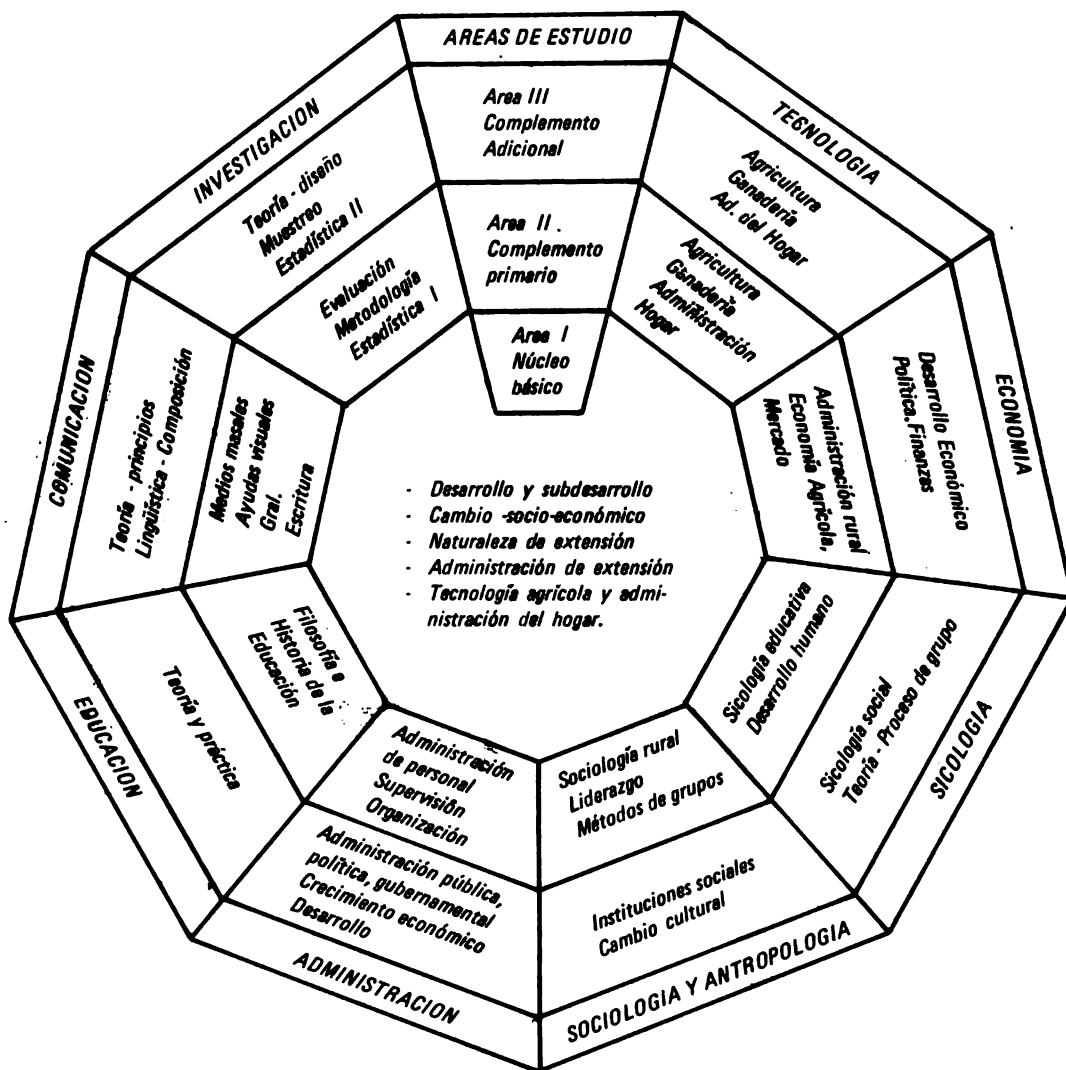 AREAS DE ESTUDIO
Area III
Complemento
Adicional
Area II
Complemento
primario
Area I
Núcleo
básico
TECNOLOGIA
Agricultura
Ganadería
Ad. del Hogar
Agricultura
Ganadería
Administración
Hogar
ECONOMIA
Desarrollo Económico
Política, Finanzas
Administración rural
Economía Agrícola,
Mercado
SICOLOGIA
Sicología social
Teoría - Proceso de grupo
Sicología educativa
Desarrollo humano
SOCIOLOGIA Y ANTROPOLOGIA
Instituciones sociales
Cambio cultural
Sociología rural
Liderazgo
Métodos de grupos
ADMINISTRACION
Administración pública,
política, gubernamental
Crecimiento económico
Desarrollo
Administración
de personal
Supervisión
Organización
EDUCACION
Teoría y práctica
Filosofía e
Historia de la
Educación
COMUNICACION
Teoría - principios
Lingüística - Composición
Medios masales
Ayudas visuales
Gral.
Escritura
INVESTIGACION
Teoría - diseño
Muestreo
Estadística II
Evaluación
Metodología
Estadística I
- Desarrollo y subdesarrollo
- Cambio -socio-económico
- Naturaleza de extensión
- Administración de extensión
- Tecnología agrícola y admi-
nistración del hogar.